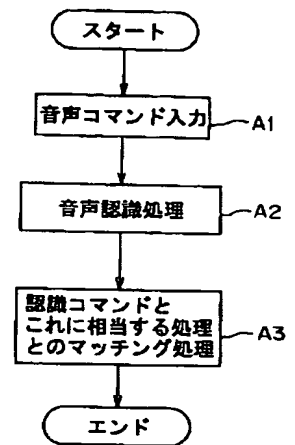 スタート
音声コマンド入力
A1
音声認識処理
A2
認識コマンドと
これに相当する処理
とのマッチング処理
A3
エンド